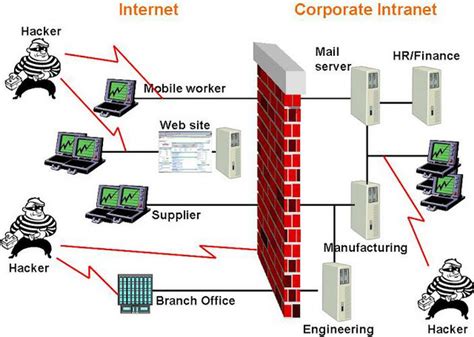 Internet
Corporate Intranet
Hacker
Mail
server
HR/Finance
Mobile worker
Web site
Supplier
Manufacturing
Hacker
Branch Office
Engineering
Hacker